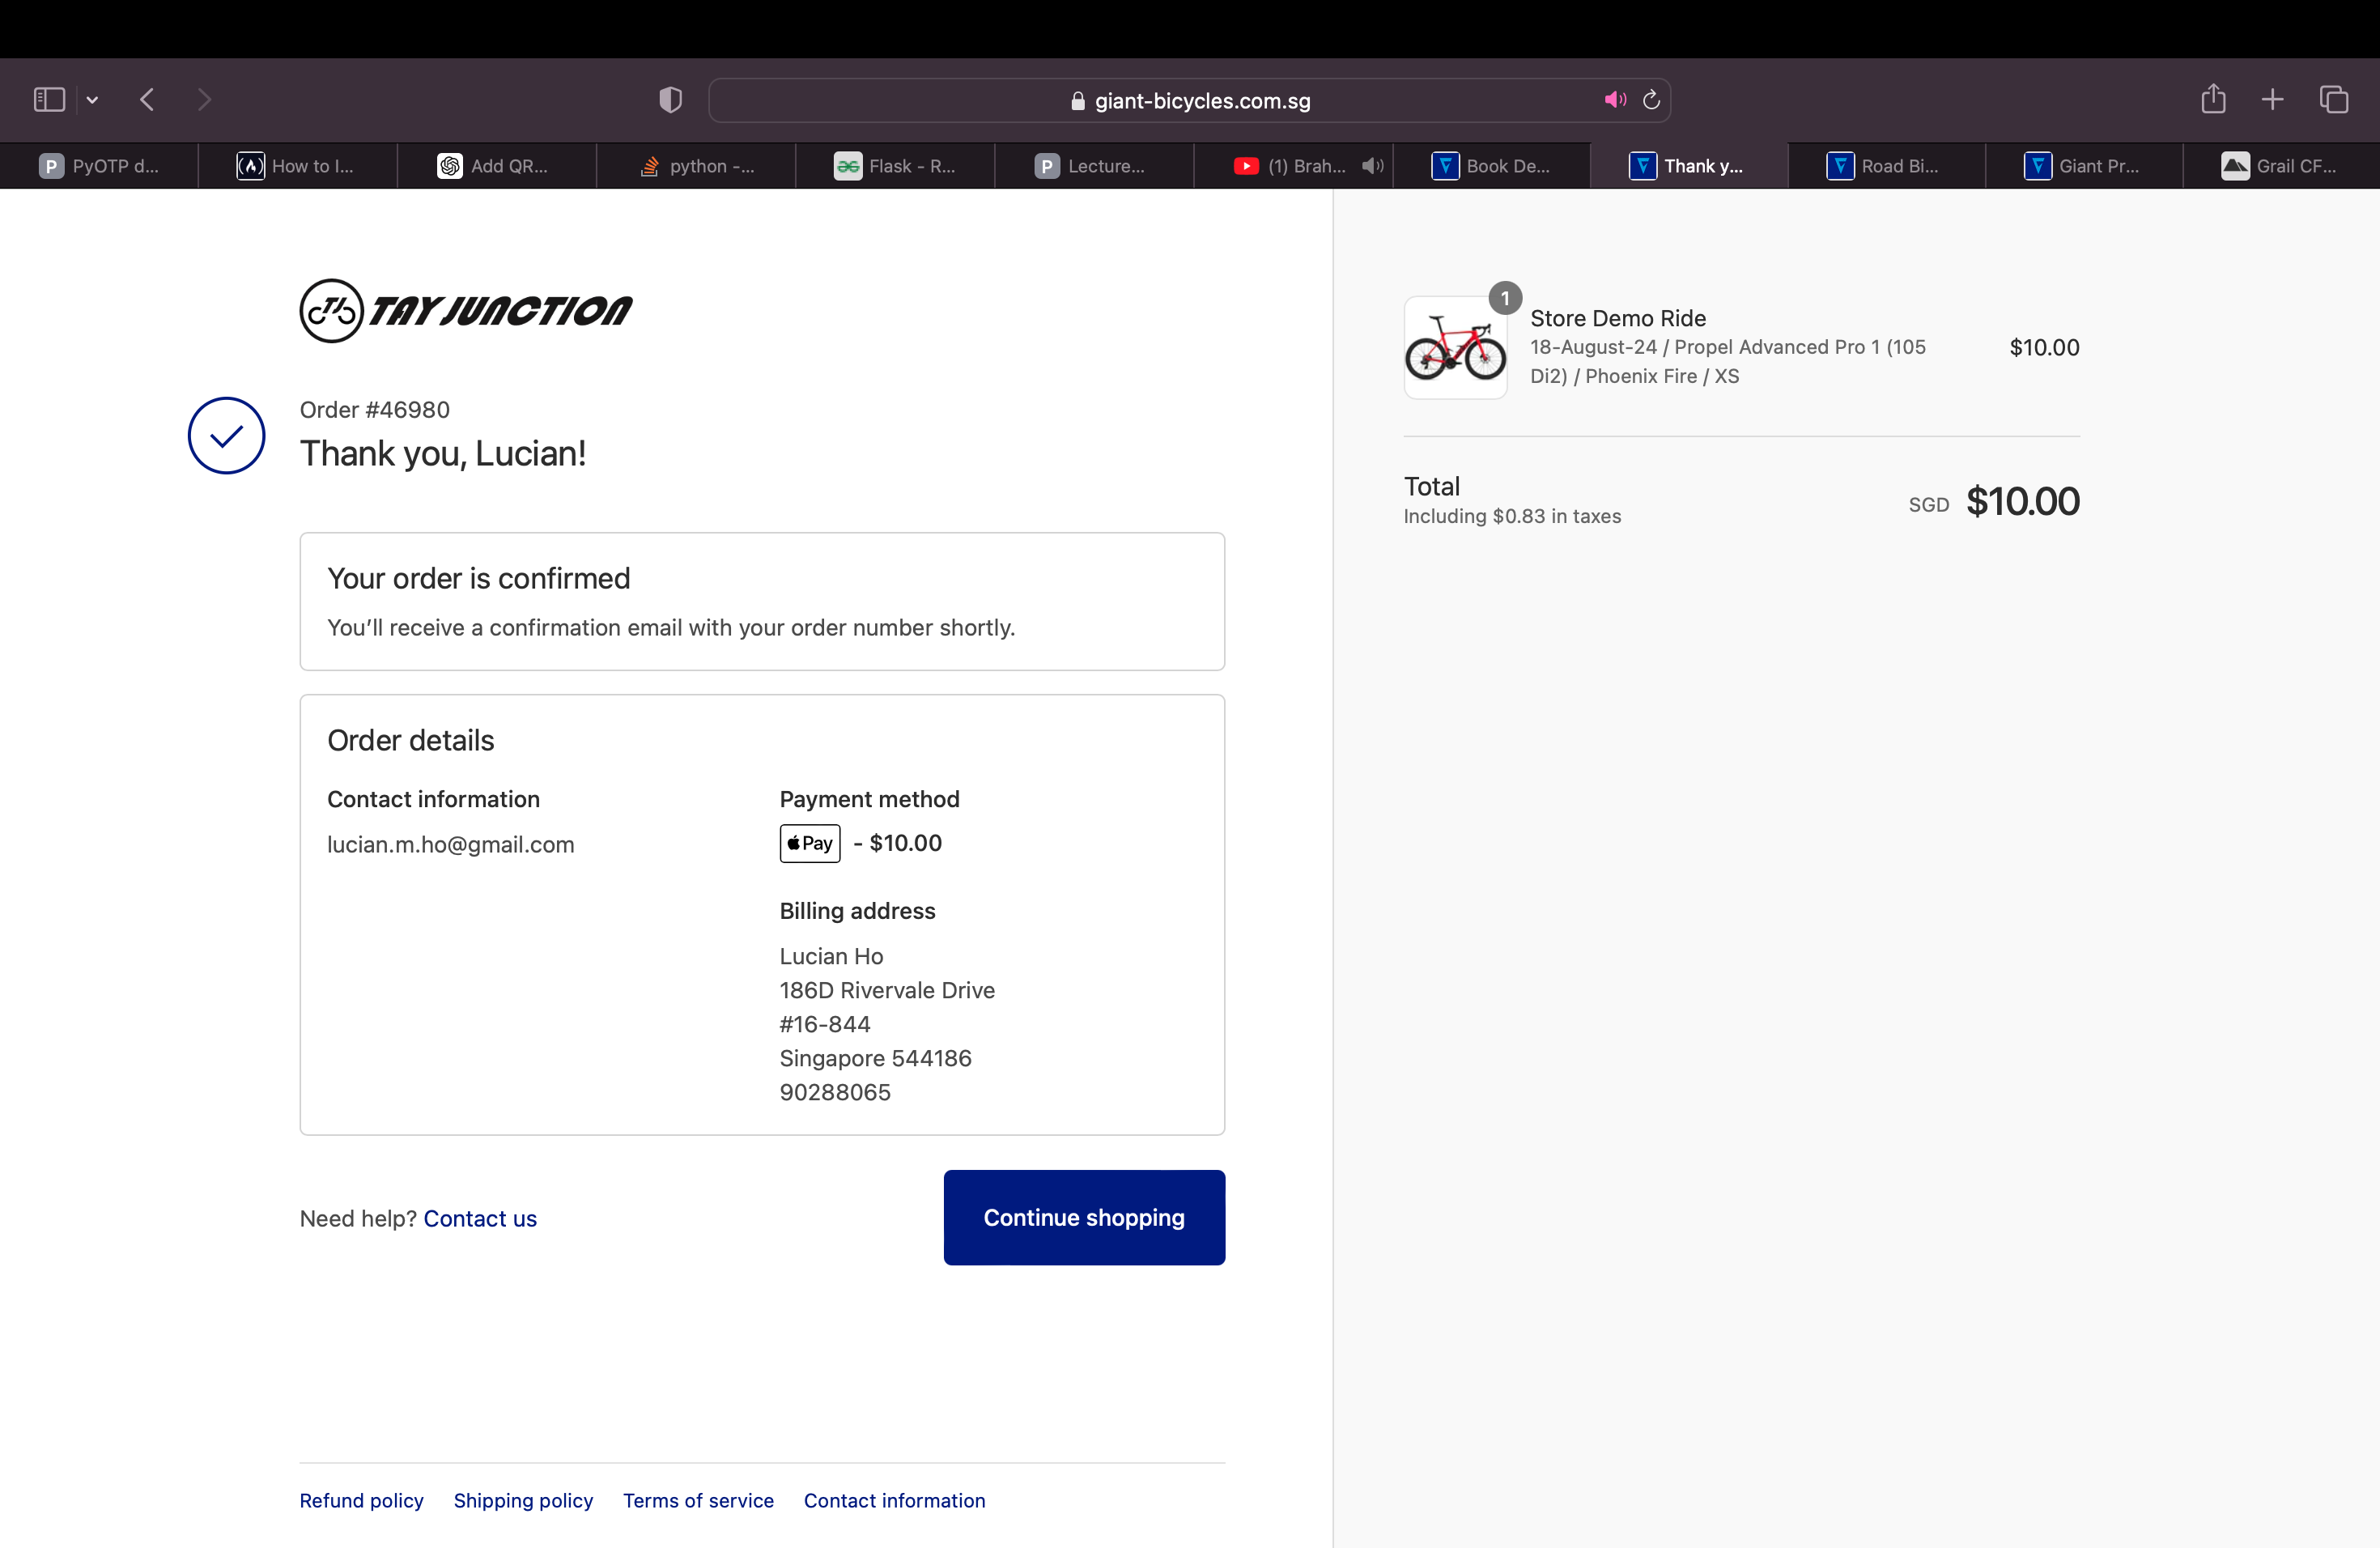 giant-bicycles.com.sg
PyOTP d...
How to I...
Add QR...
python -...
Flask - R...
Lecture...
(1) Brah...
Book De...
Thank y...
Road Bi...
Giant Pr...
Grail CF...
TAY JUNCTION
Order #46980
Thank you, Lucian!
Your order is confirmed
You’ll receive a confirmation email with your order number shortly.
Order details
Contact information
lucian.m.ho@gmail.com
Payment method
Pay - $10.00
Billing address
Lucian Ho
186D Rivervale Drive
#16-844
Singapore 544186
90288065
Need help? Contact us
Continue shopping
Refund policy Shipping policy Terms of service Contact information
1
Store Demo Ride
18-August-24 / Propel Advanced Pro 1 (105
Di2) / Phoenix Fire / XS
$10.00
Total
Including $0.83 in taxes
SGD $10.00